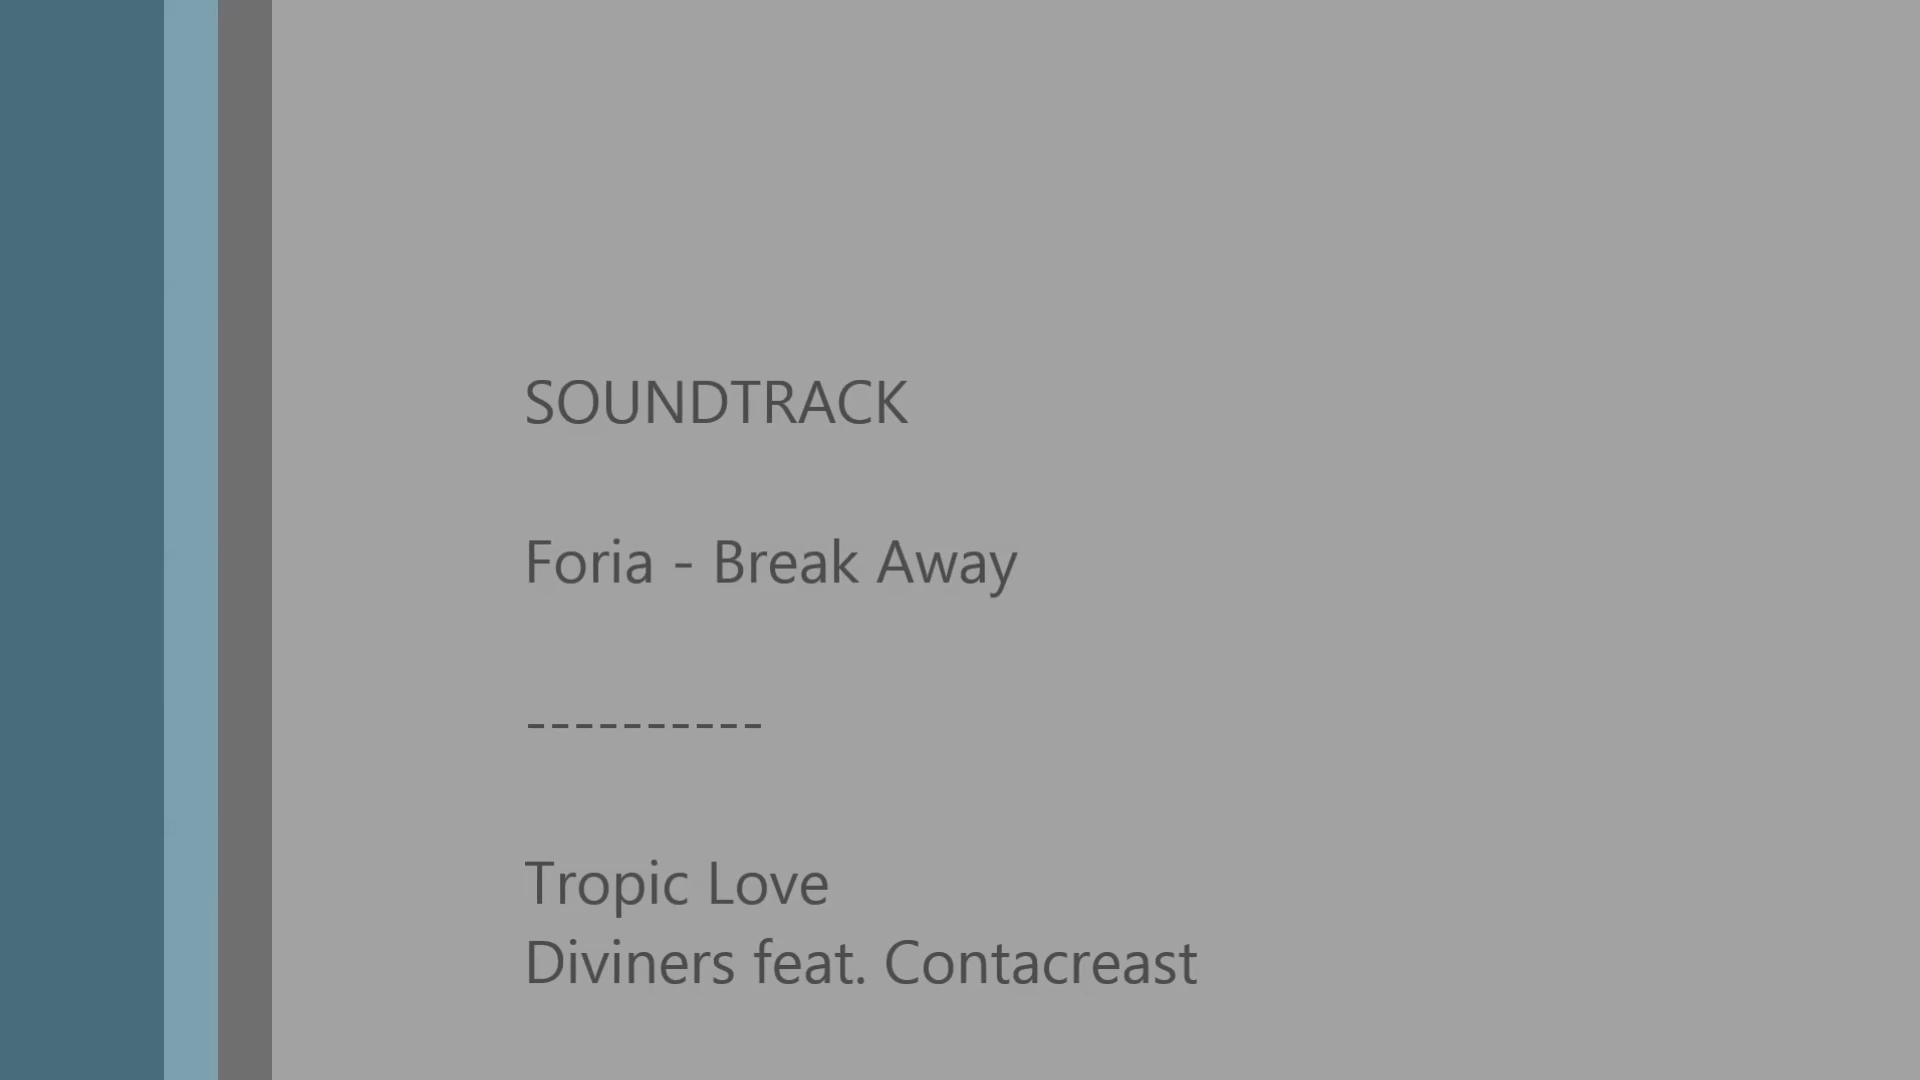 SOUNDTRACK
Foria - Break Away
----------
Tropic Love
Diviners feat. Contacreast